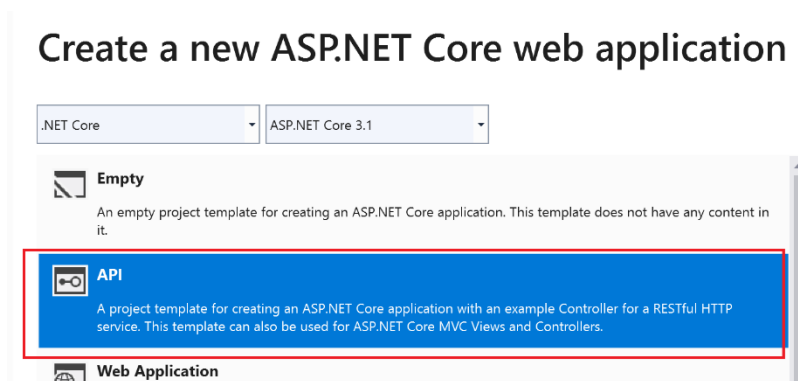 Create a new ASP.NET Core web application
.NET Core
ASP.NET Core 3.1
Empty
An empty project template for creating an ASP.NET Core application. This template does not have any content in
it.
API
A project template for creating an ASP.NET Core application with an example Controller for a RESTful HTTP
service. This template can also be used for ASP.NET Core MVC Views and Controllers.
Web Application